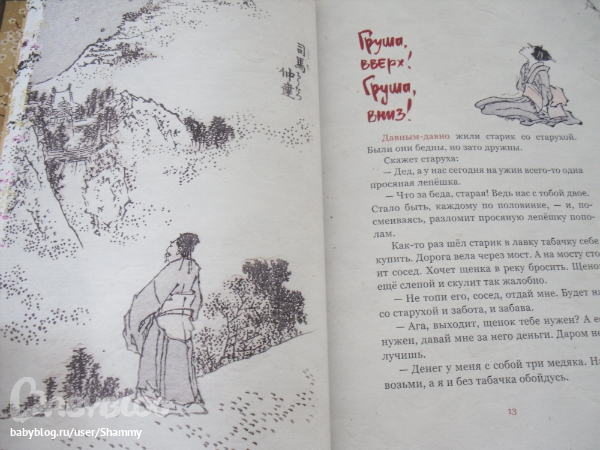 司馬
仲達
Груша,
вверх!
Груша,
вниз!
Давным-давно жили старик со старухой.
Были они бедны, но зато дружны.
Скажет старуха:
— Дед, а у нас сегодня на ужин всего-то одна
просяная лепёшка.
— Что за беда, старая! Ведь нас с тобой двое.
Стало быть, каждому по половинке, — и, по-
смеиваясь, разломит просяную лепёшку попо-
лам.
Как-то раз шёл старик в лавку табачку себе
купить. Дорога вела через мост. А на мосту сто
ит сосед. Хочет щенка в реку бросить. Щено
ещё слепой и скулит так жалобно.
— Не топи его, сосед, отдай мне. Будет на
со старухой и забота, и забава.
— Ага, выходит, щенок тебе нужен? А е
нужен, давай мне за него деньги. Даром не
лучишь.
— Денег у меня с собой три медяка. На
возьми, а я и без табачка обойдусь.
13
babyblog.ru/user/Shammy